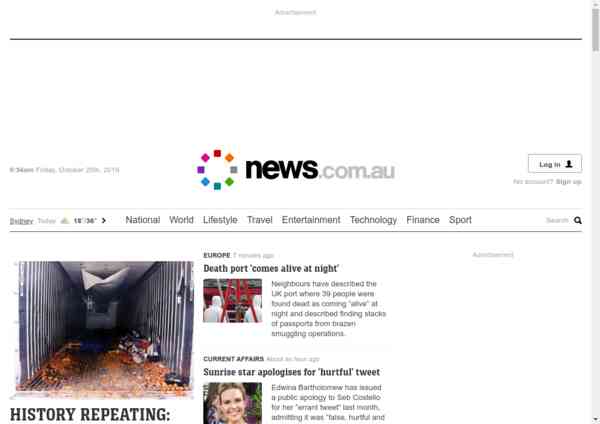 Advertisement
6:34am Friday, October 25th, 2019
news.com.au
Log in
No account? Sign up
Sydney Today 18°/36°
National World Lifestyle Travel Entertainment Technology Finance Sport
Search
EUROPE 7 minutes ago
Advertisement
Death port 'comes alive at night'
Neighbours have described the
UK port where 39 people were
found dead as coming "alive" at
night and described finding stacks
of passports from brazen
smuggling operations.
CURRENT AFFAIRS About an hour ago
Sunrise star apologises for 'hurtful' tweet
Edwina Bartholomew has issued
a public apology to Seb Costello
for her "errant tweet" last month,
admitting it was "false, hurtful and
HISTORY REPEATING: